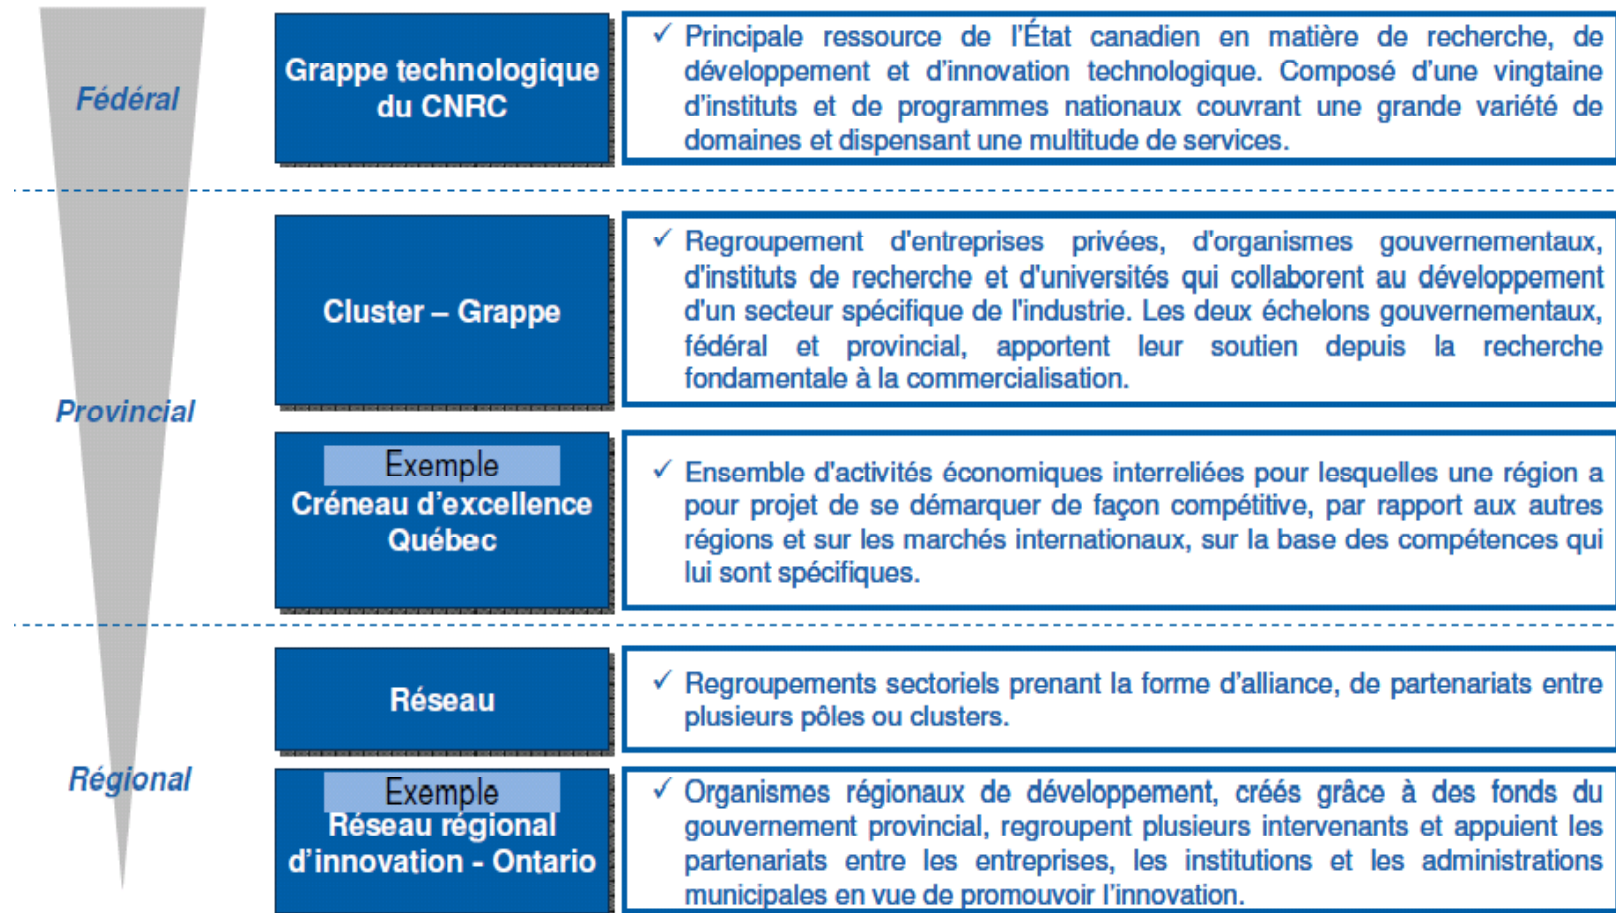 Fédéral
Grappe technologique
du CNRC
✓ Principale ressource de l'État canadien en matière de recherche, de
développement et d'innovation technologique. Composé d'une vingtaine
d'instituts et de programmes nationaux couvrant une grande variété de
domaines et dispensant une multitude de services.
Provincial
Cluster – Grappe
✓ Regroupement d'entreprises privées, d'organismes gouvernementaux,
d'instituts de recherche et d'universités qui collaborent au développement
d'un secteur spécifique de l'industrie. Les deux échelons gouvernementaux,
fédéral et provincial, apportent leur soutien depuis la recherche
fondamentale à la commercialisation.
Exemple
Créneau d'excellence
Québec
✓ Ensemble d'activités économiques interreliées pour lesquelles une région a
pour projet de se démarquer de façon compétitive, par rapport aux autres
régions et sur les marchés internationaux, sur la base des compétences qui
lui sont spécifiques.
Régional
Réseau
✓ Regroupements sectoriels prenant la forme d'alliance, de partenariats entre
plusieurs pôles ou clusters.
Exemple
Réseau régional
d'innovation - Ontario
✓ Organismes régionaux de développement, créés grâce à des fonds du
gouvernement provincial, regroupent plusieurs intervenants et appuient les
partenariats entre les entreprises, les institutions et les administrations
municipales en vue de promouvoir l'innovation.